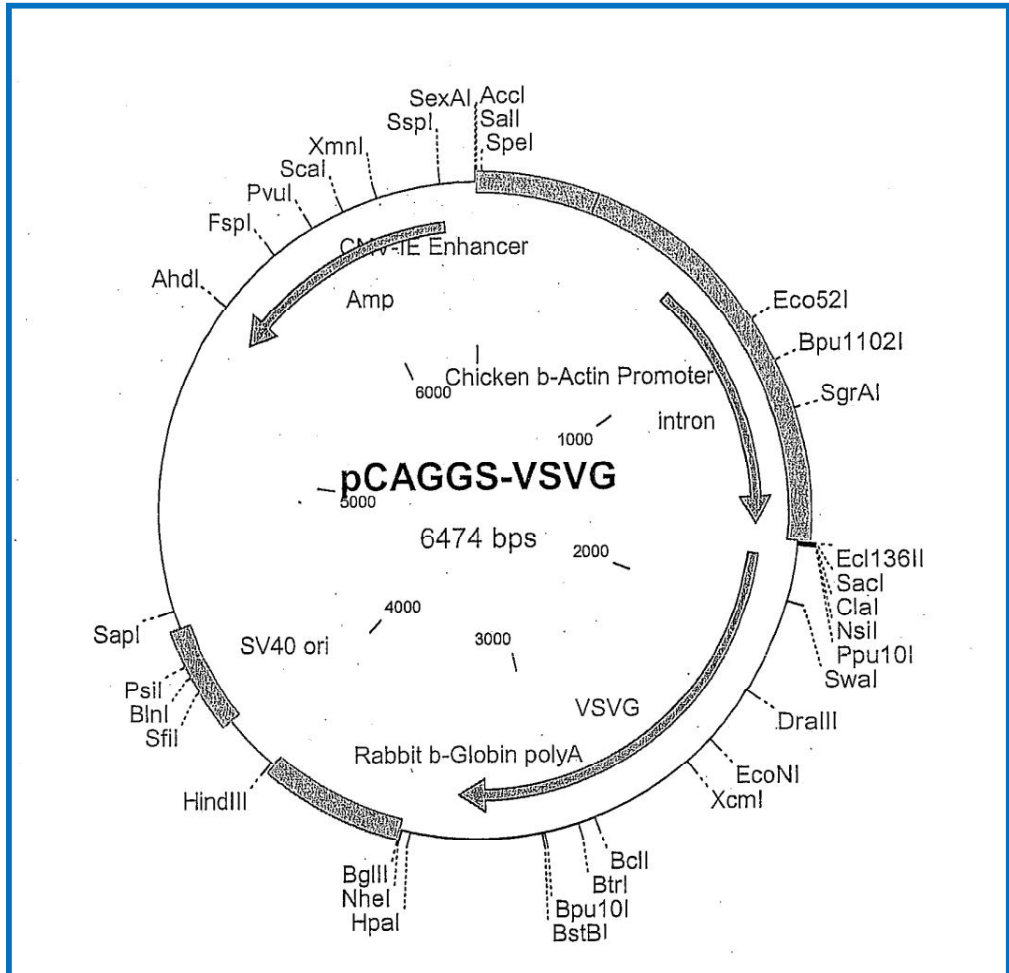 SexAI
AccI
SalI
SpeI
SspI
XmnI
ScaI
PvuI
FspI
AhdI
CMV-IE Enhancer
Amp
Eco52I
Bpu1102I
SgrAI
6000
Chicken b-Actin Promoter
1000
intron
pCAGGS-VSVG
5000
6474 bps
2000
Ecl136II
SacI
ClaI
NsiI
Ppu10I
SwaI
4000
3000
SapI
SV40 ori
PsiI
BlnI
SfiI
VSVG
DraIII
Rabbit b-Globin polyA
EcoNI
XcmI
HindIII
BglII
NheI
HpaI
BclI
BtrI
Bpu10I
BstBI